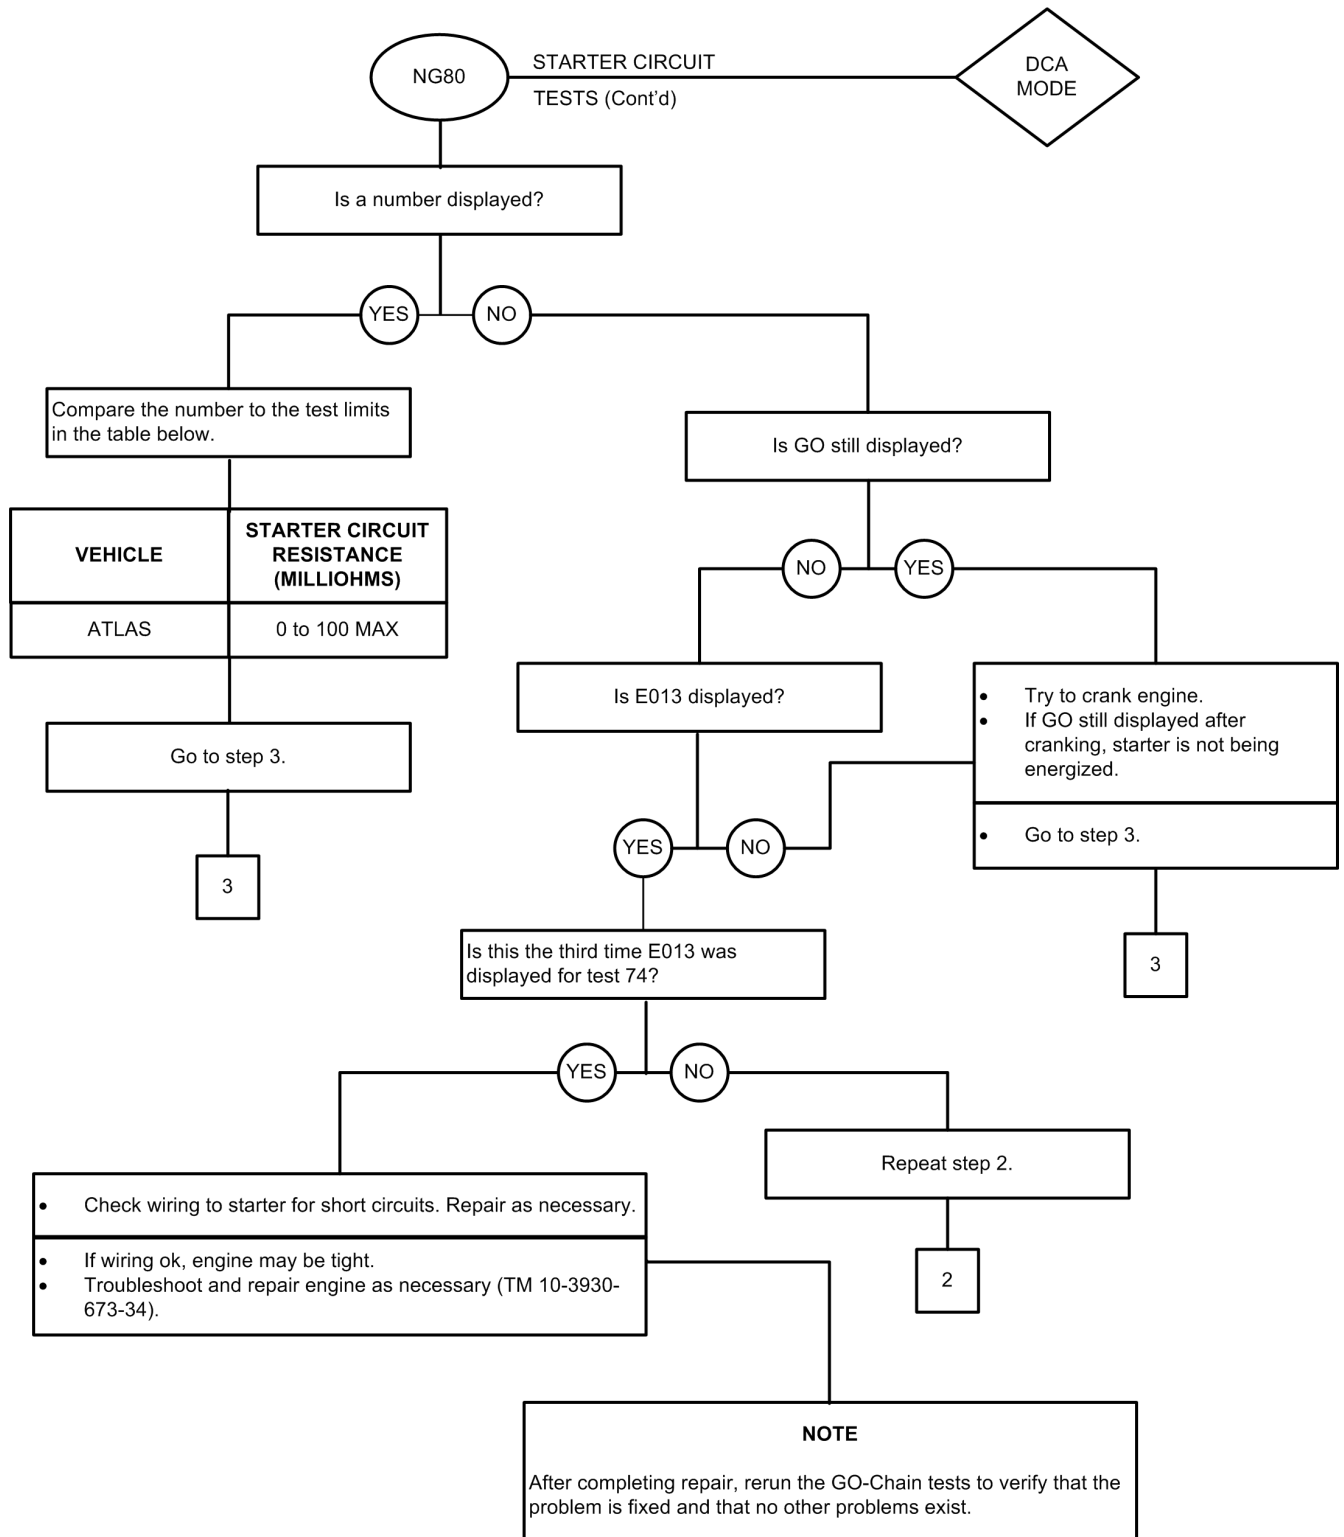 NG80
STARTER CIRCUIT
TESTS (Cont'd)
DCA
MODE
Is a number displayed?
YES
NO
Compare the number to the test limits
in the table below.
Is GO still displayed?
VEHICLE
STARTER CIRCUIT
RESISTANCE
(MILLIOHMS)
ATLAS
0 to 100 MAX
NO
YES
Go to step 3.
3
Is E013 displayed?
• Try to crank engine.
• If GO still displayed after
cranking, starter is not being
energized.
• Go to step 3.
3
YES
NO
Is this the third time E013 was
displayed for test 74?
YES
NO
Repeat step 2.
2
• Check wiring to starter for short circuits. Repair as necessary.
• If wiring ok, engine may be tight.
• Troubleshoot and repair engine as necessary (TM 10-3930-
673-34).
NOTE
After completing repair, rerun the GO-Chain tests to verify that the
problem is fixed and that no other problems exist.